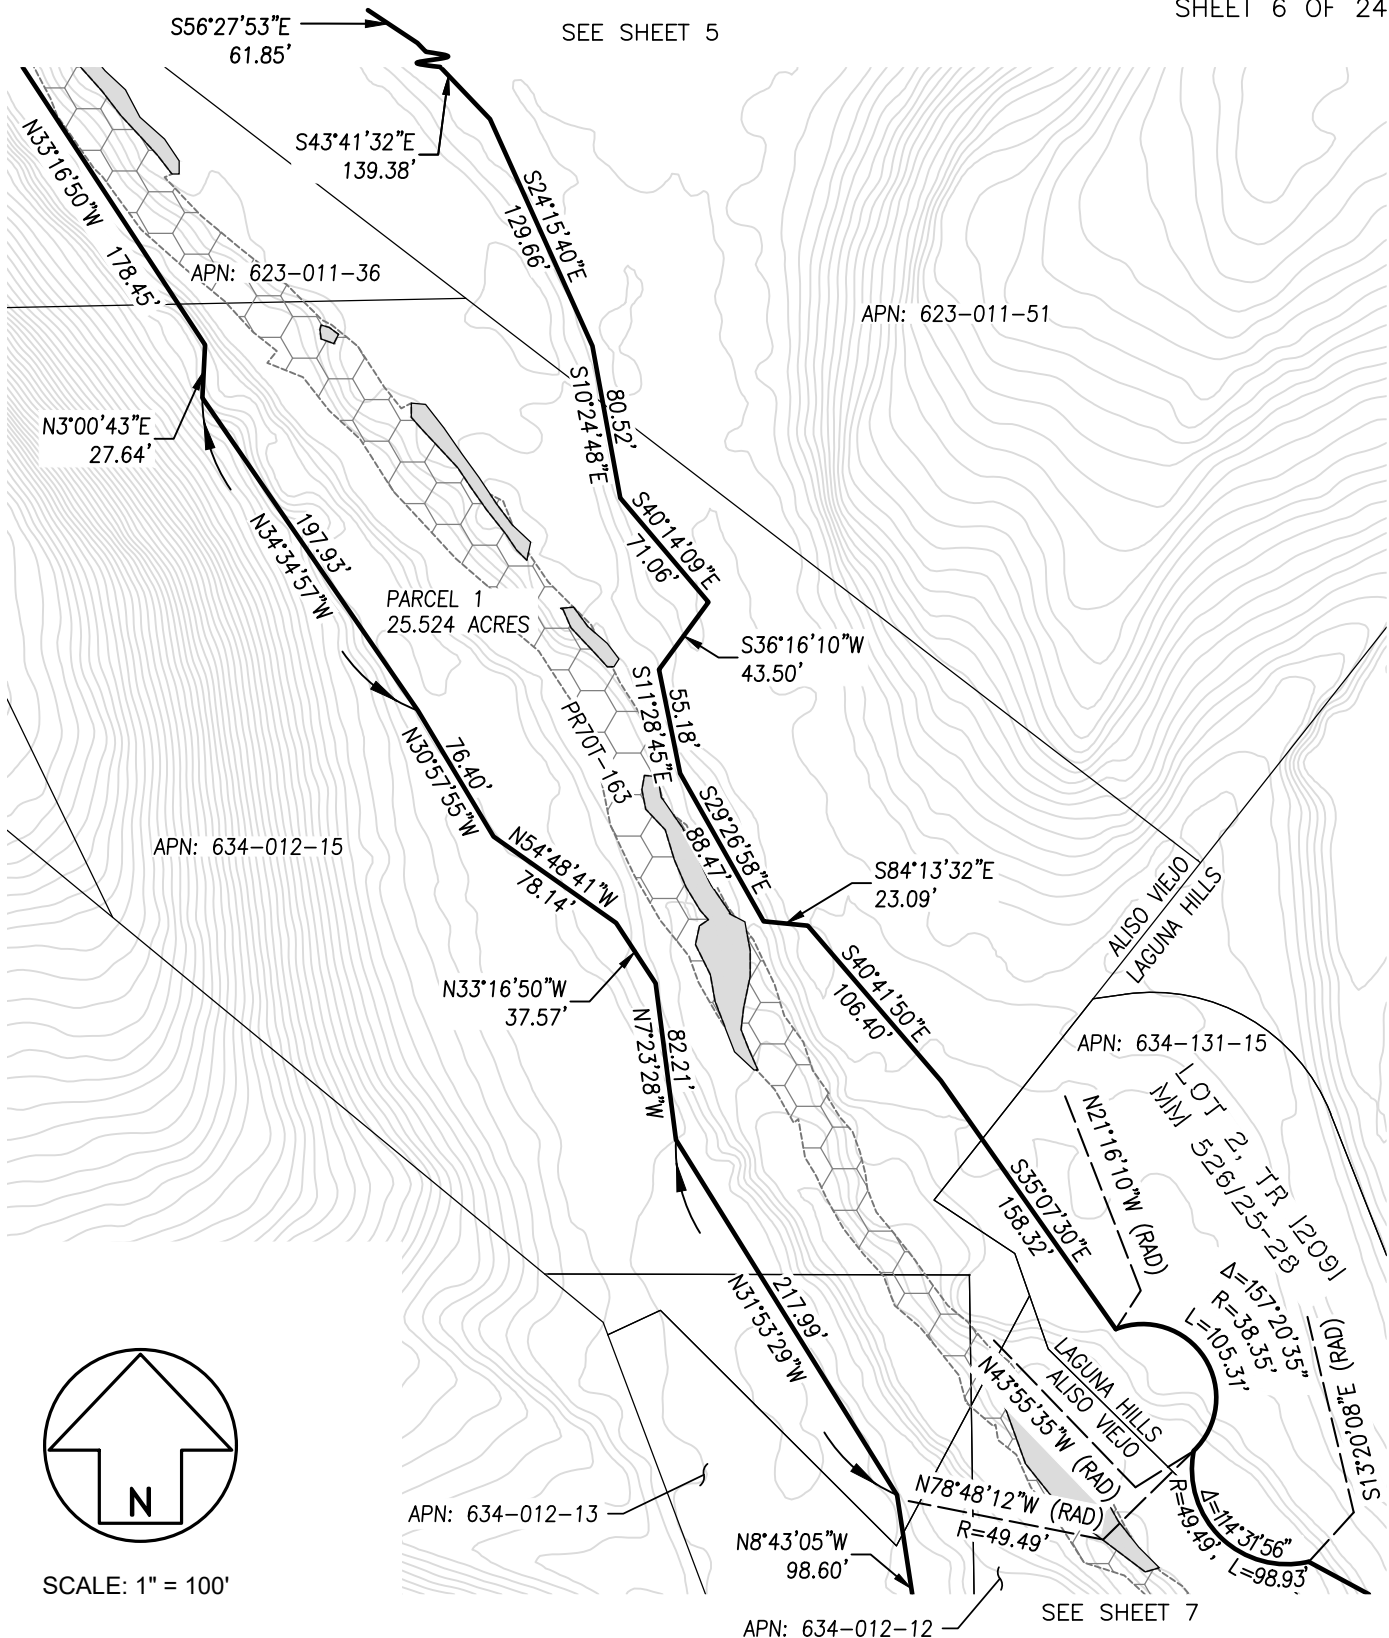 SHEET 6 OF 24
SEE SHEET 5
S56°27'53"E
61.85'
S43°41'32"E
139.38'
N33°16'50"W
178.45'
S24°15'40"E
129.66'
APN: 623-011-36
APN: 623-011-51
S10°24'48"E
80.52'
N3°00'43"E
27.64'
N34°34'57"W
197.93'
S40°14'09"E
71.06'
PARCEL 1
25.524 ACRES
S36°16'10"W
43.50'
S11°28'45"E
55.18'
PR70T-163
N30°57'55"W
76.40'
S29°26'58"E
88.47'
APN: 634-012-15
N54°48'41"W
78.14'
S84°13'32"E
23.09'
ALISO VIEJO
LAGUNA HILLS
N33°16'50"W
37.57'
S40°41'50"E
106.40'
N7°23'28"W
82.21'
APN: 634-131-15
LOT 2, TR 12091
MM 526/25-28
N21°16'10"W (RAD)
S35°07'30"E
158.32'
Δ=157°20'35"
R=38.35'
L=105.31'
N31°53'29"W
217.99'
S13°20'08"E (RAD)
LAGUNA HILLS
ALISO VIEJO
N43°55'35"W (RAD)
N78°48'12"W (RAD)
R=49.49'
Δ=114°31'56"
R=49.49'
L=98.93'
APN: 634-012-13
N8°43'05"W
98.60'
N
SCALE: 1" = 100'
SEE SHEET 7
APN: 634-012-12